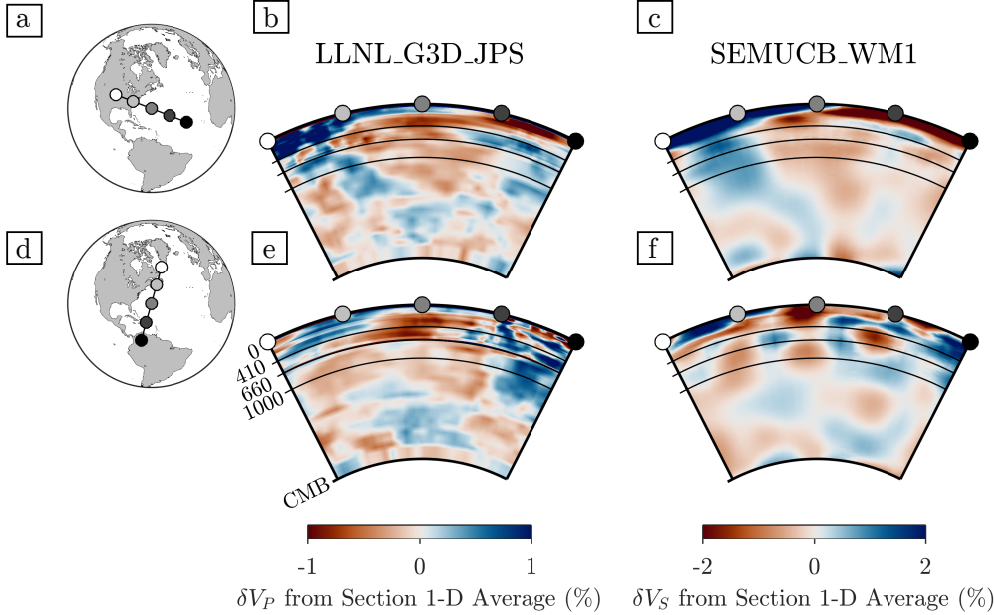 a
b
c
LLNL_G3D_JPS
SEMUCB_WM1
d
e
f
0
410
660
1000
CMB
-1 0 1
δV_P from Section 1-D Average (%)
-2 0 2
δV_S from Section 1-D Average (%)